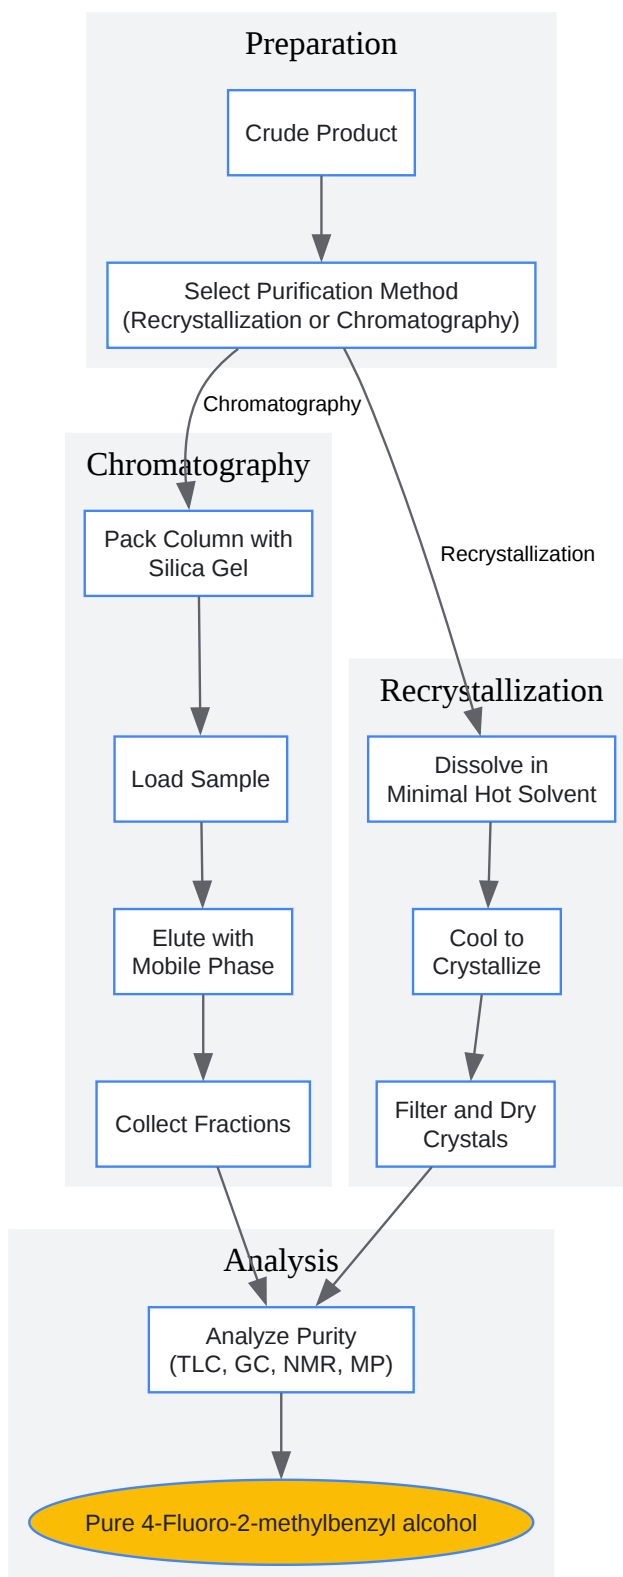 Preparation
Crude Product
Select Purification Method
(Recrystallization or Chromatography)
Chromatography
Recrystallization
Chromatography
Pack Column with
Silica Gel
Load Sample
Elute with
Mobile Phase
Collect Fractions
Recrystallization
Dissolve in
Minimal Hot Solvent
Cool to
Crystallize
Filter and Dry
Crystals
Analysis
Analyze Purity
(TLC, GC, NMR, MP)
Pure 4-Fluoro-2-methylbenzyl alcohol